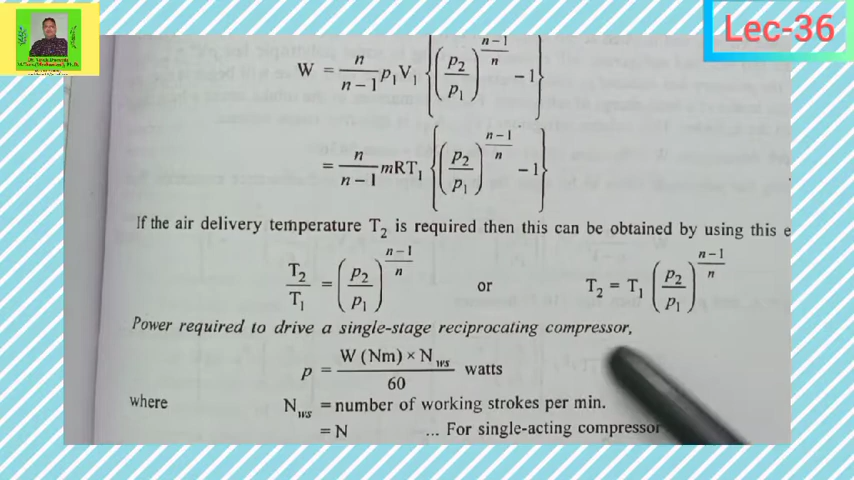 Lec-36
W = n/n−1 p₁V₁ {(p₂/p₁)^(n−1/n) −1}
= n/n−1 mRT₁ {(p₂/p₁)^(n−1/n) −1}
If the air delivery temperature T₂ is required then this can be obtained by using this e
T₂/T₁ = (p₂/p₁)^(n−1/n) or T₂ = T₁ (p₂/p₁)^(n−1/n)
Power required to drive a single-stage reciprocating compressor,
p = W (Nm) × N_ws / 60 watts
where N_ws = number of working strokes per min.
= N ... For single-acting compressor